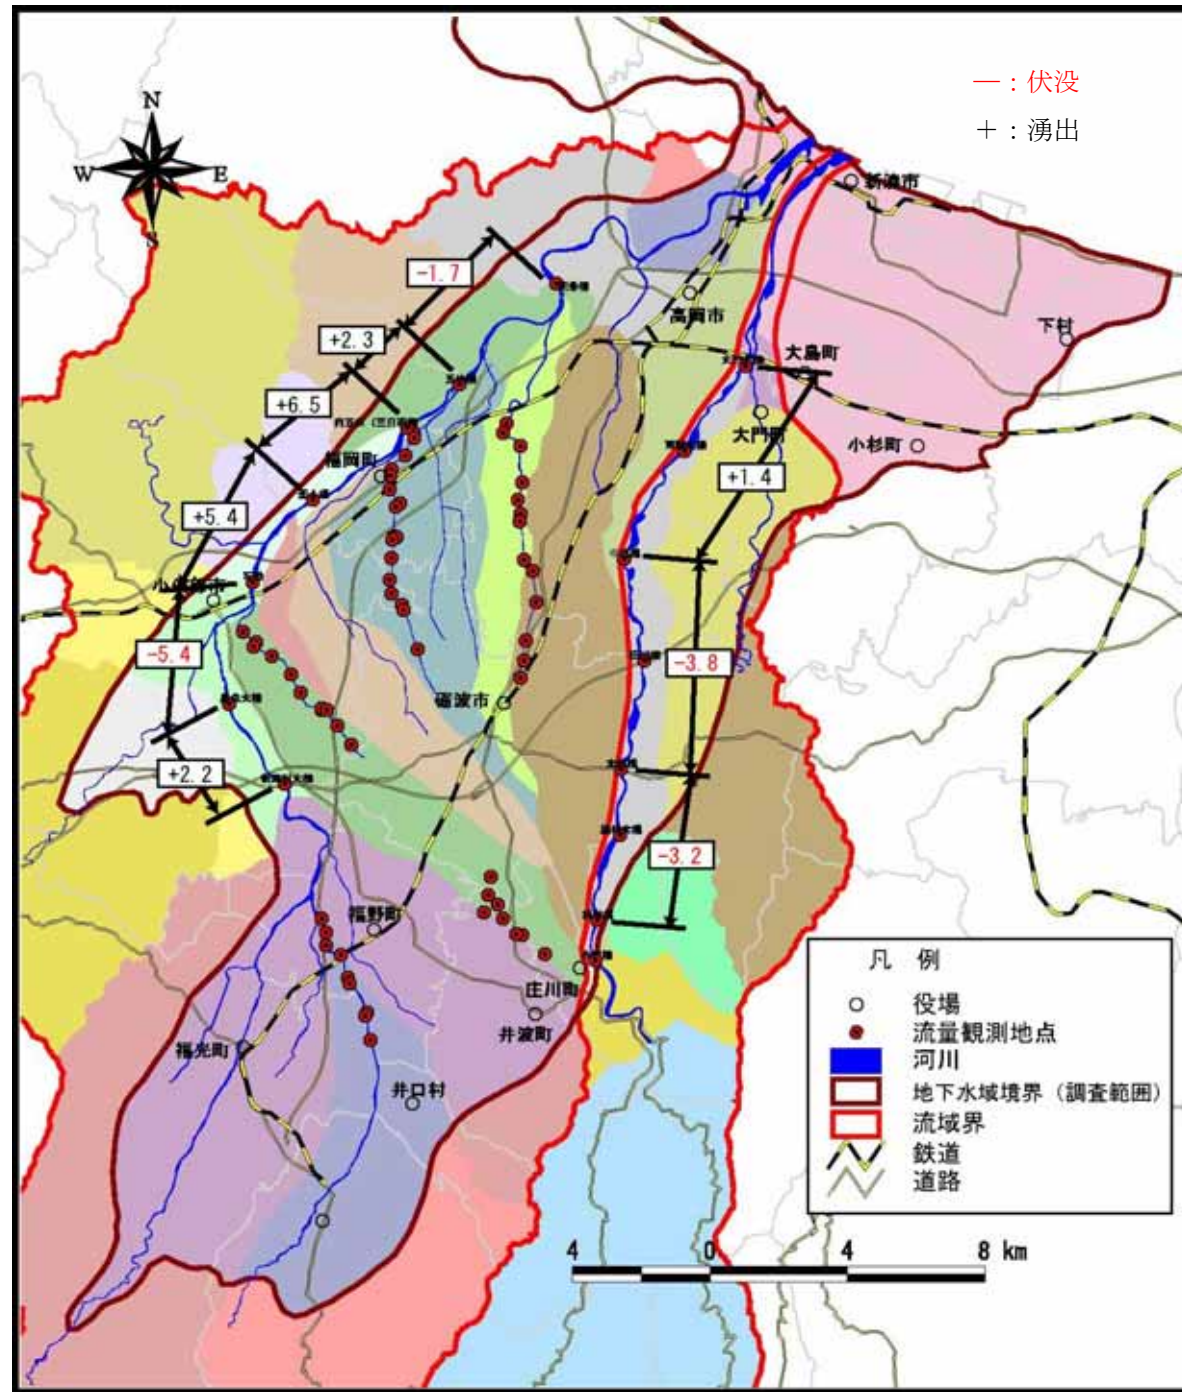 －：伏没
＋：湧出
N
W
E
S
新湊市
-1.7
高岡市
下村
+2.3
大島町
+6.5
大門町
小杉町
福岡町
+1.4
+5.4
小矢部市
-5.4
-3.8
砺波市
+2.2
-3.2
福野町
庄川町
井波町
福光町
井口村
凡 例
役場
流量観測地点
河川
地下水域境界（調査範囲）
流域界
鉄道
道路
4 0 4 8 km